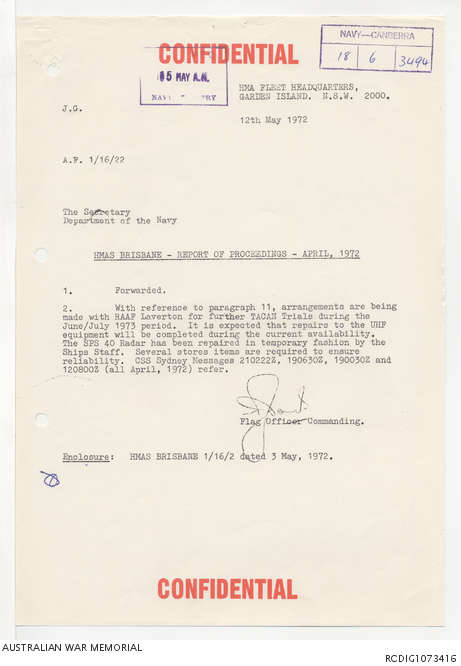 CONFIDENTIAL
NAVY—CANBERRA
18 6 3494
MAY A.M.
HMA FLEET HEADQUARTERS,
GARDEN ISLAND. N.S.W. 2000.
J.G.
12th May 1972
A.F. 1/16/22
The Secretary
Department of the Navy
HMAS BRISBANE - REPORT OF PROCEEDINGS - APRIL, 1972
1. Forwarded.
2. With reference to paragraph 11, arrangements are being
made with RAAF Laverton for further TACAN Trials during the
June/July 1973 period. It is expected that repairs to the UHF
equipment will be completed during the current availability.
The SPS 40 Radar has been repaired in temporary fashion by the
Ships Staff. Several stores items are required to ensure
reliability. CSS Sydney Messages 210222Z, 190630Z, 190030Z and
120800Z (all April, 1972) refer.
Flag Officer Commanding.
Enclosure: HMAS BRISBANE 1/16/2 dated 3 May, 1972.
CONFIDENTIAL
AUSTRALIAN WAR MEMORIAL
RCDIG1073416